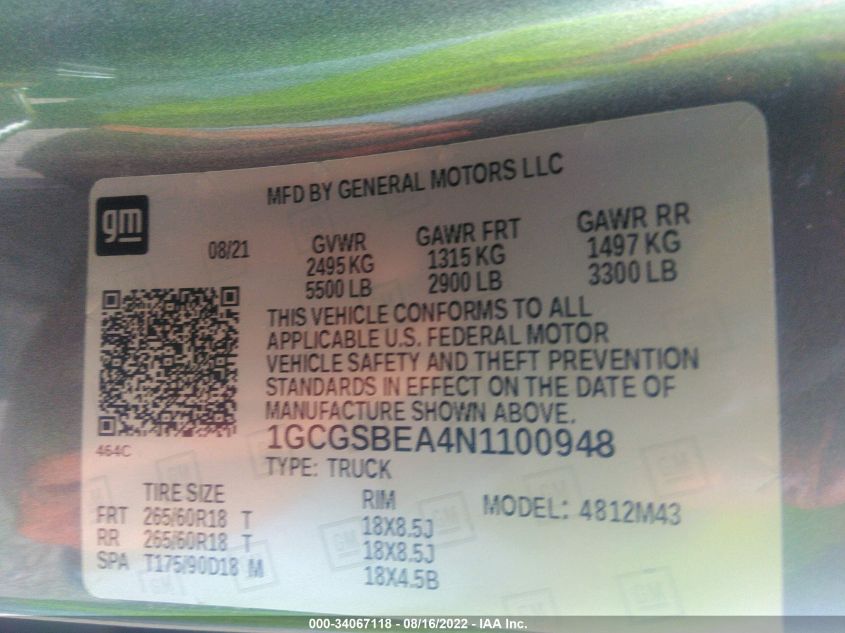 MFD BY GENERAL MOTORS LLC
gm
08/21
GVWR
2495 KG
5500 LB
GAWR FRT
1315 KG
2900 LB
GAWR RR
1497 KG
3300 LB
THIS VEHICLE CONFORMS TO ALL
APPLICABLE U.S. FEDERAL MOTOR
VEHICLE SAFETY AND THEFT PREVENTION
STANDARDS IN EFFECT ON THE DATE OF
MANUFACTURE SHOWN ABOVE.
464C
1GCGSBEA4N1100948
TYPE: TRUCK
TIRE SIZE RIM MODEL: 4812M43
FRT 265/60R18 T 18X8.5J
RR 265/60R18 T 18X8.5J
SPA T175/90D18 M 18X4.5B
000-34067118 - 08/16/2022 - IAA Inc.